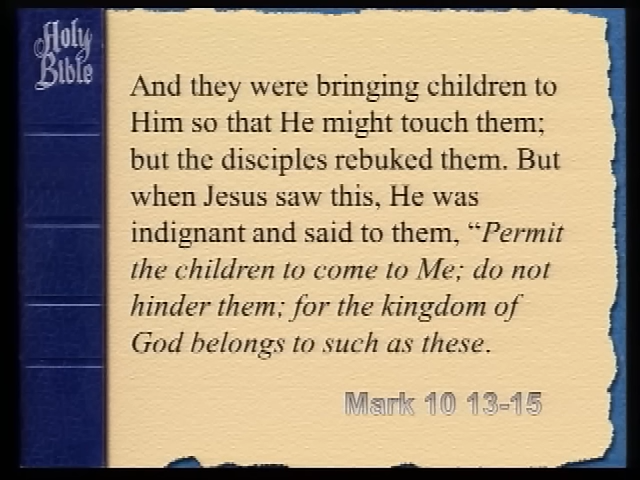 Holy
Bible
And they were bringing children to
Him so that He might touch them;
but the disciples rebuked them. But
when Jesus saw this, He was
indignant and said to them, “Permit
the children to come to Me; do not
hinder them; for the kingdom of
God belongs to such as these.
Mark 10 13-15